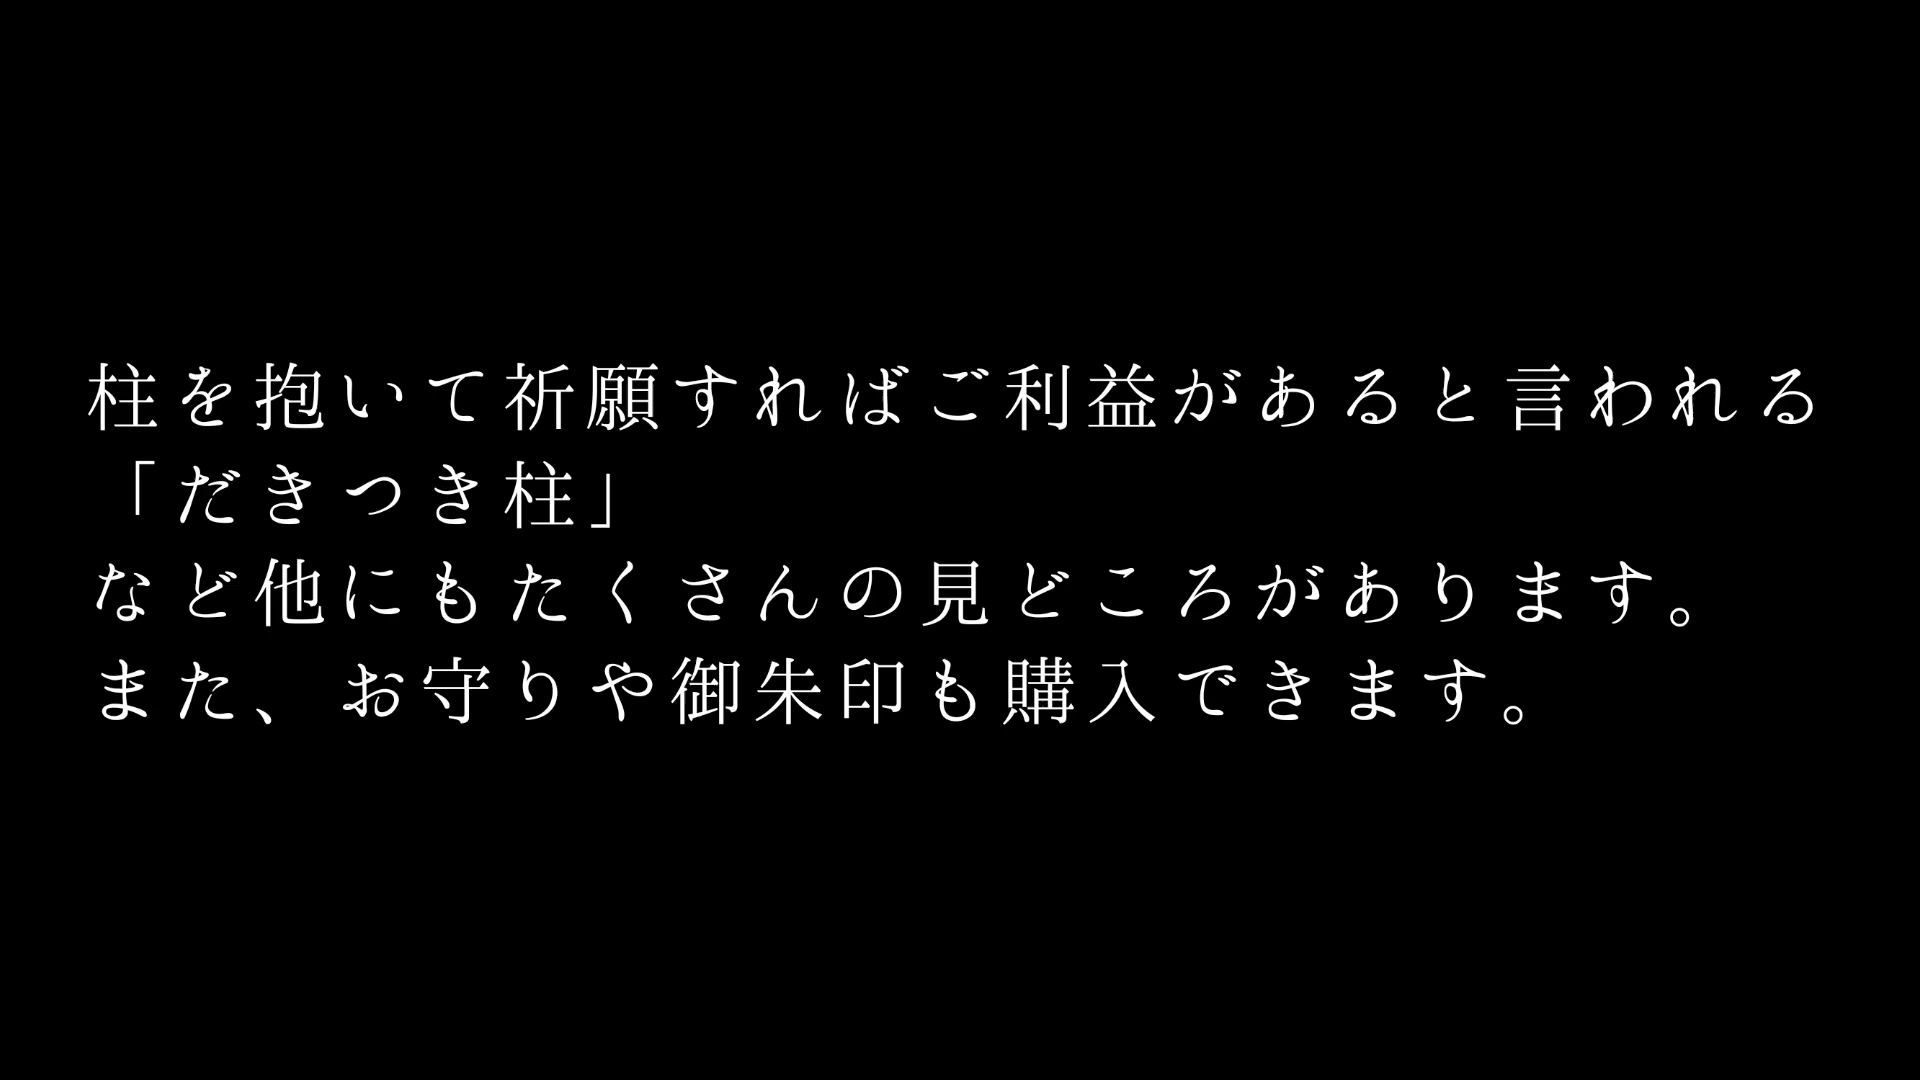 柱を抱いて祈願すればご利益があると言われる
「だきつき柱」
など他にもたくさんの見どころがあります。
また、お守りや御朱印も購入できます。